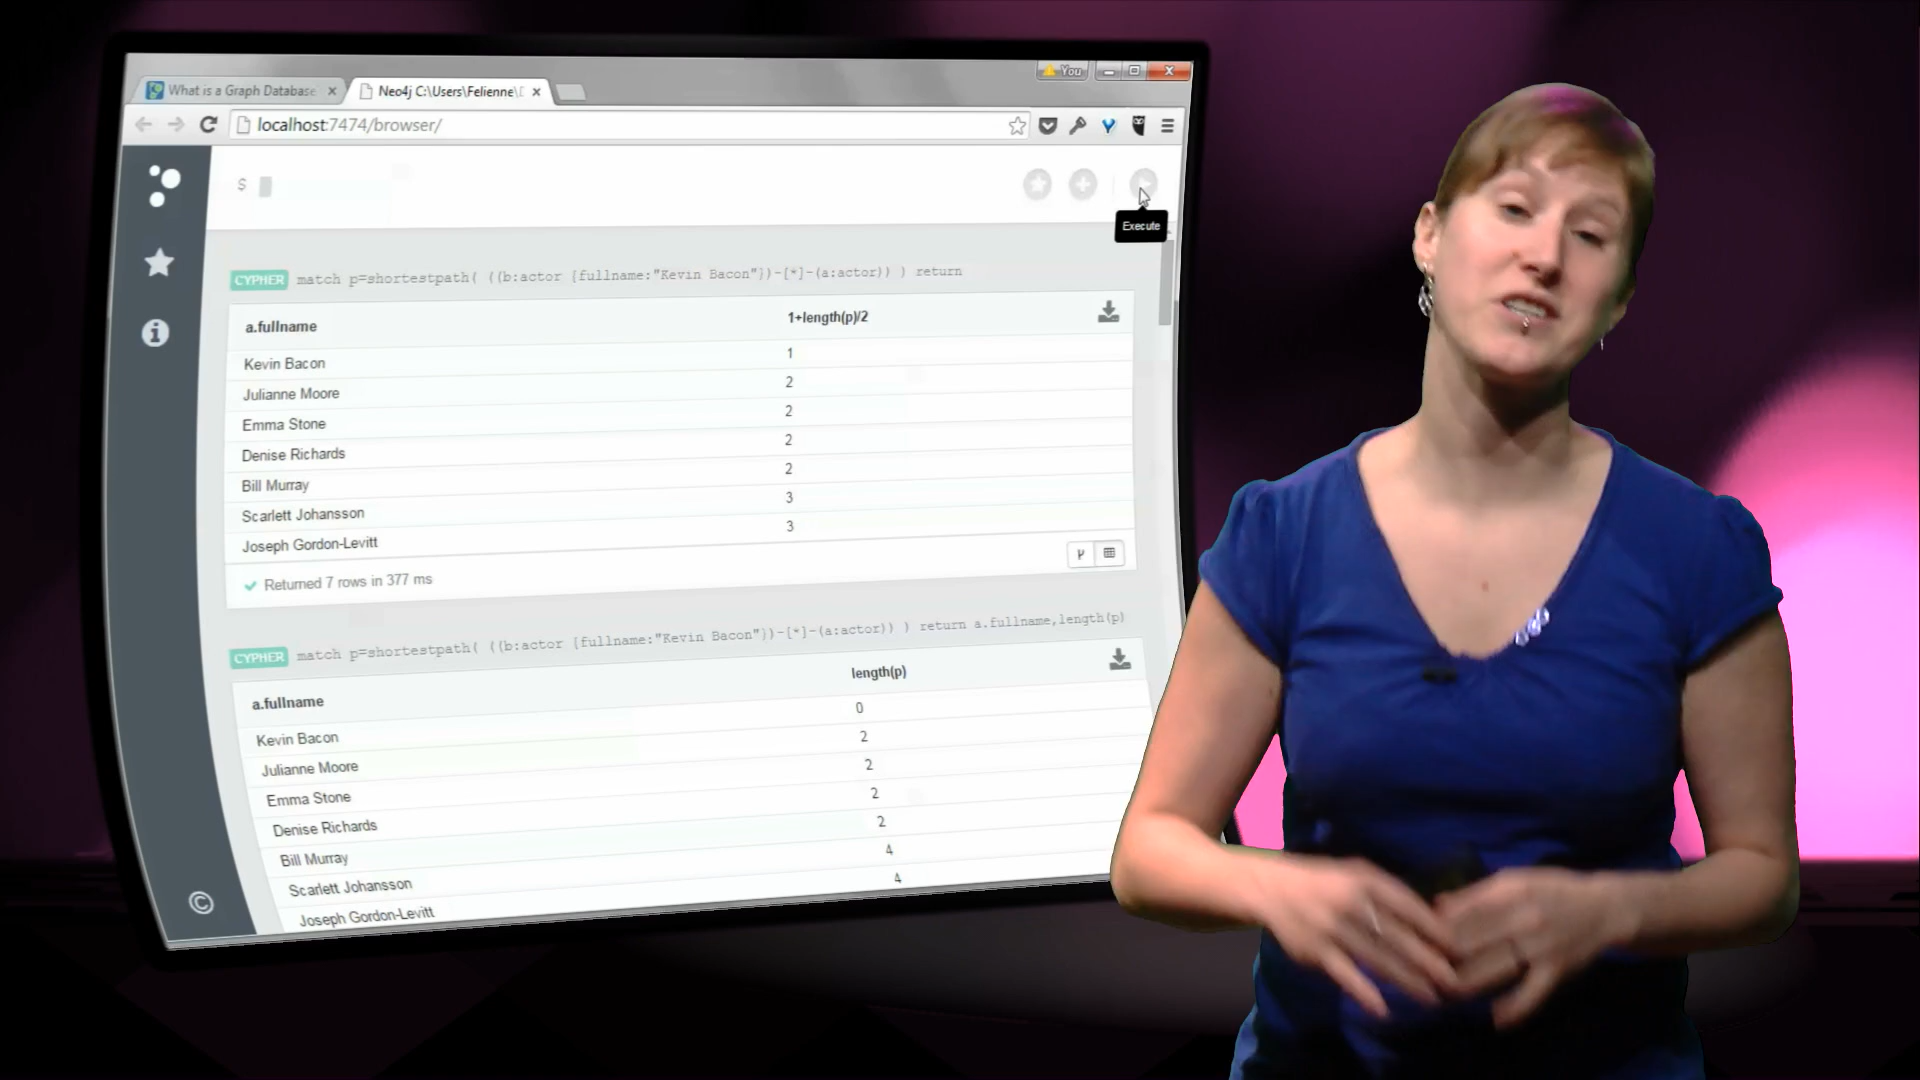 What is a Graph Database
Neo4j C:\Users\Felienne\
You
localhost:7474/browser/
$
Execute
CYPHER match p=shortestpath( ((b:actor {fullname:"Kevin Bacon"})-[*]-(a:actor)) ) return
a.fullname 1+length(p)/2
Kevin Bacon 1
Julianne Moore 2
Emma Stone 2
Denise Richards 2
Bill Murray 2
Scarlett Johansson 3
Joseph Gordon-Levitt 3
Returned 7 rows in 377 ms
CYPHER match p=shortestpath( ((b:actor {fullname:"Kevin Bacon"})-[*]-(a:actor)) ) return a.fullname,length(p)
a.fullname length(p)
Kevin Bacon 0
Julianne Moore 2
Emma Stone 2
Denise Richards 2
Bill Murray 2
Scarlett Johansson 4
Joseph Gordon-Levitt 4